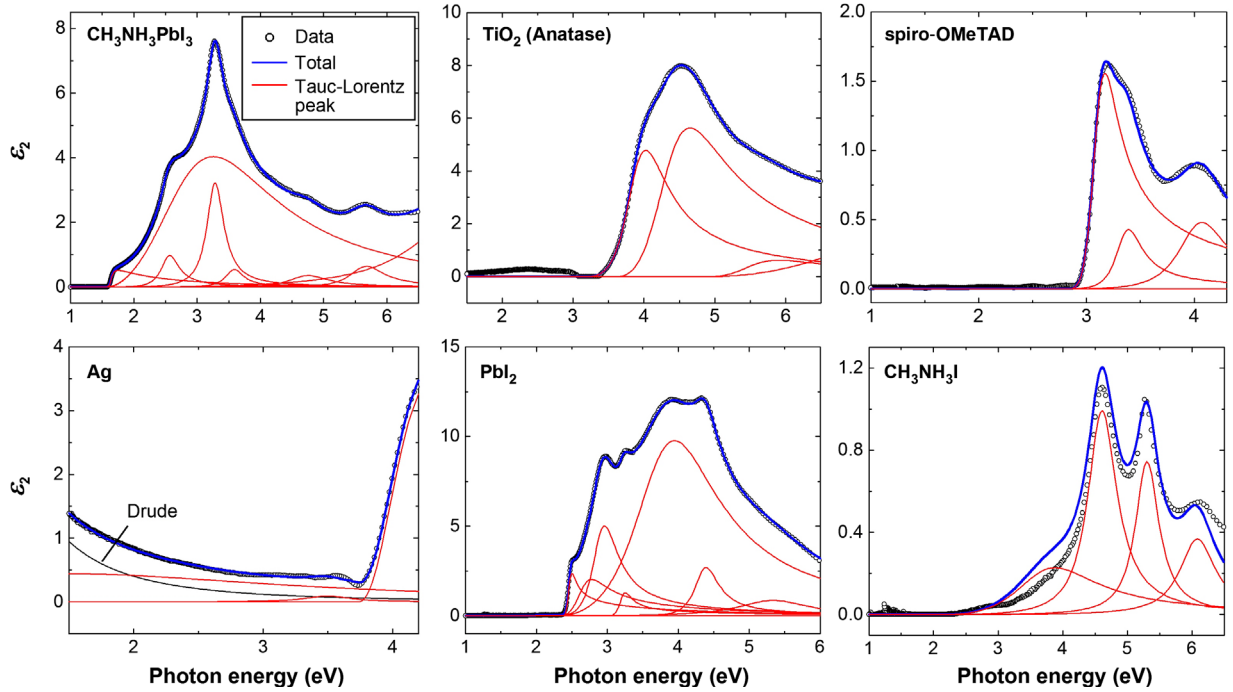 CH₃NH₃PbI₃
Data
Total
Tauc-Lorentz
peak
ε₂
8
6
4
2
0
1 2 3 4 5 6
TiO₂ (Anatase)
10
8
6
4
2
0
2 3 4 5 6
spiro-OMeTAD
2.0
1.5
1.0
0.5
0.0
1 2 3 4
Ag
Drude
ε₂
4
3
2
1
0
2 3 4
Photon energy (eV)
PbI₂
15
10
5
0
1 2 3 4 5 6
Photon energy (eV)
CH₃NH₃I
1.2
0.8
0.4
0.0
1 2 3 4 5 6
Photon energy (eV)